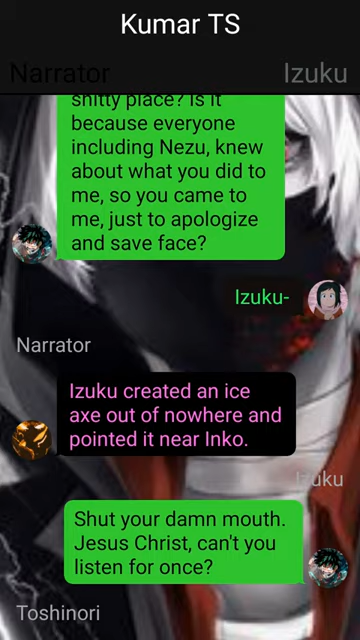 Kumar TS
Narrator
Izuku
shitty place? Is it
because everyone
including Nezu, knew
about what you did to
me, so you came to
me, just to apologize
and save face?
Izuku-
Narrator
Izuku created an ice
axe out of nowhere and
pointed it near Inko.
Izuku
Shut your damn mouth.
Jesus Christ, can't you
listen for once?
Toshinori